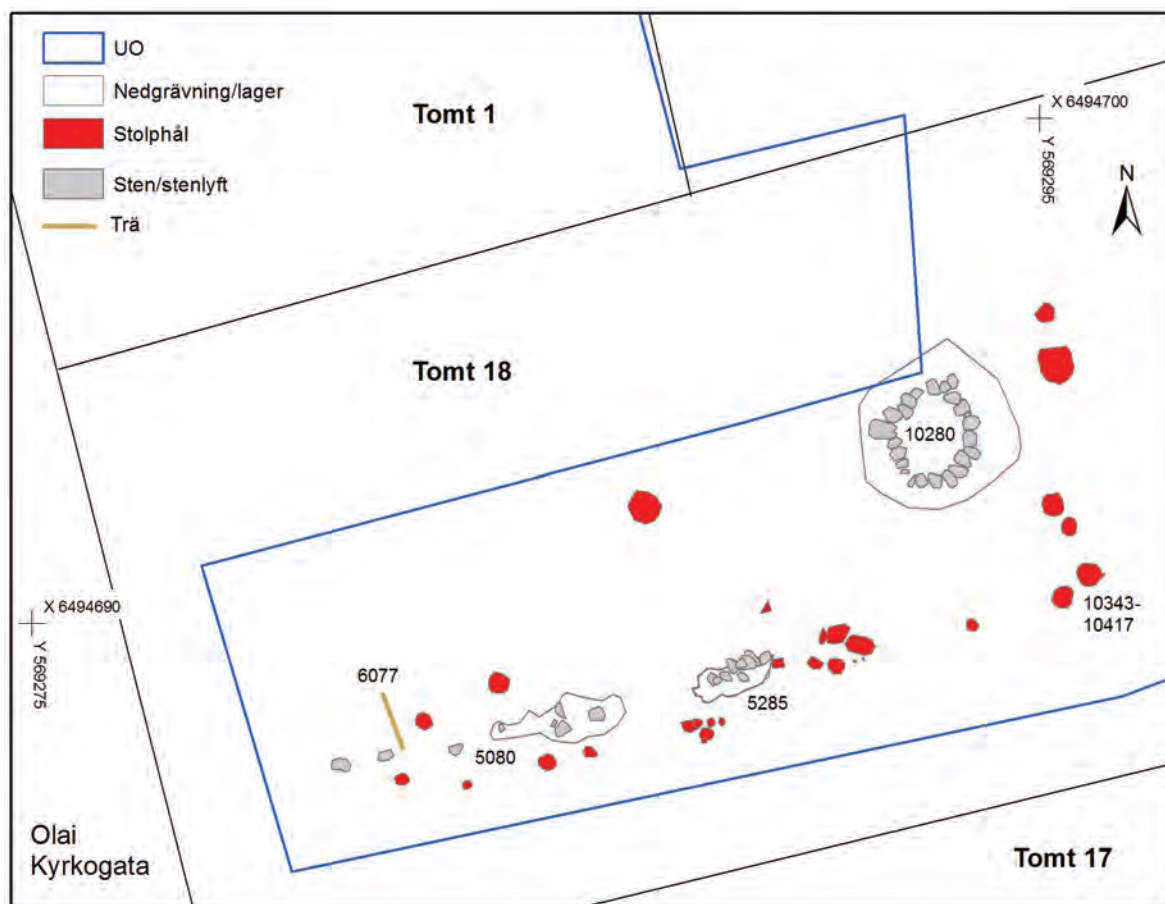 UO
Nedgrävning/lager
Stolphål
Sten/stenlyft
Trä
Tomt 1
X 6494700
Y 569295
N
Tomt 18
10280
X 6494690
Y 569275
10343-
10417
6077
5285
5080
Olai
Kyrkogata
Tomt 17